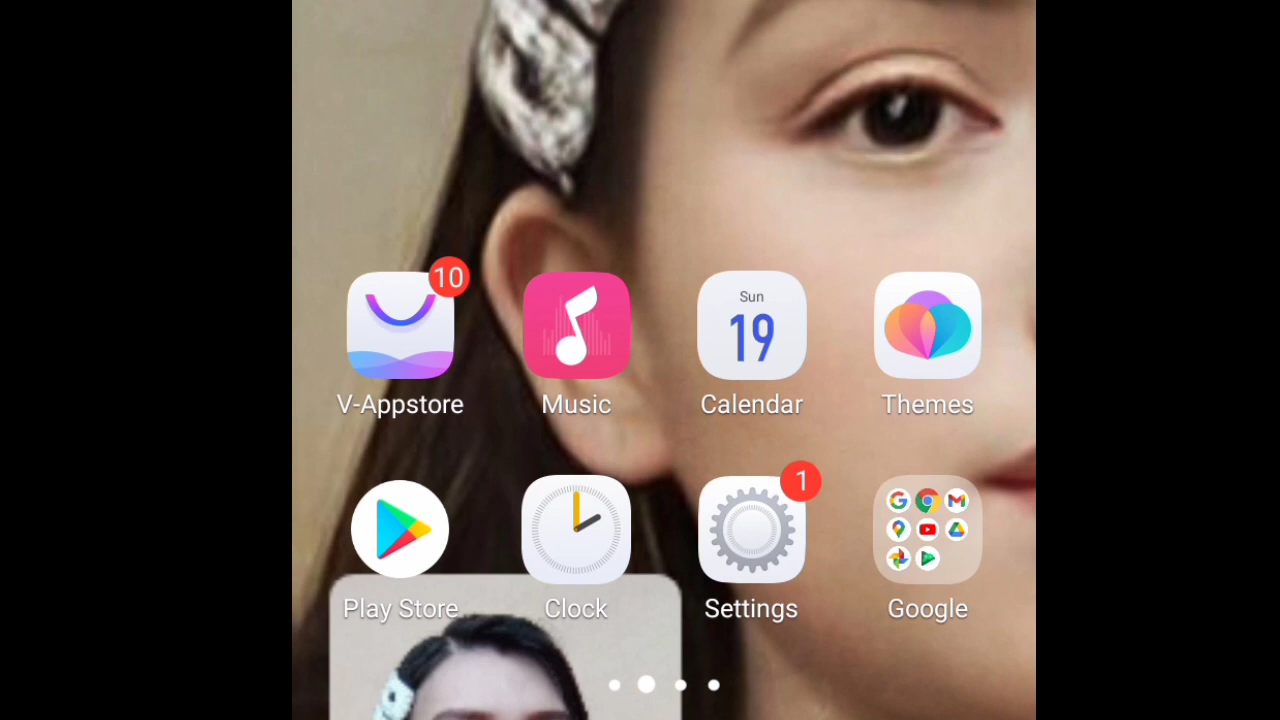 10
Sun
19
V-Appstore
Music
Calendar
Themes
1
Play Store
Clock
Settings
Google